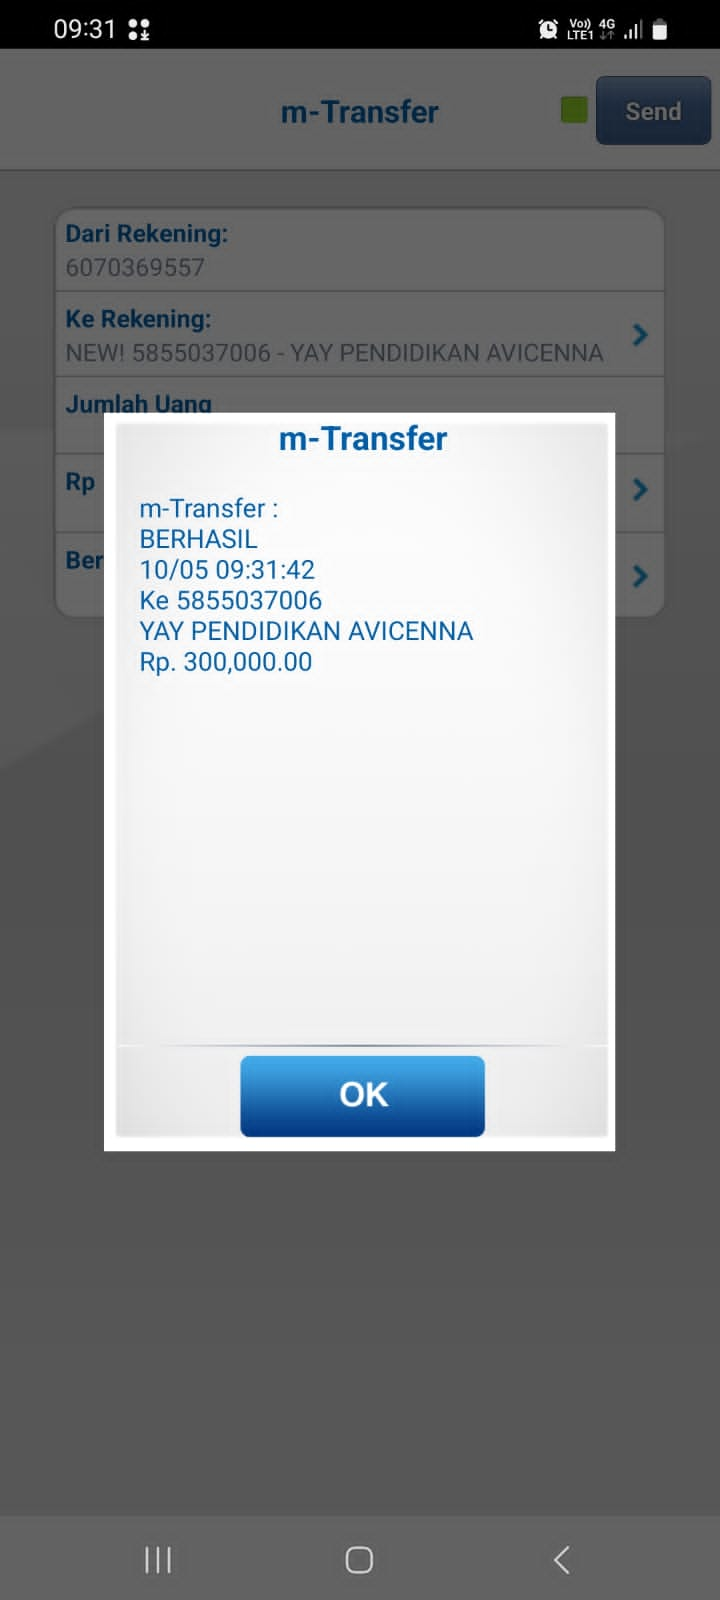 09:31
Vo)) 4G
LTE1
m-Transfer
Send
Dari Rekening:
6070369557
Ke Rekening:
NEW! 5855037006 - YAY PENDIDIKAN AVICENNA
Jumlah Uang
Rp
Ber
m-Transfer
m-Transfer :
BERHASIL
10/05 09:31:42
Ke 5855037006
YAY PENDIDIKAN AVICENNA
Rp. 300,000.00
OK